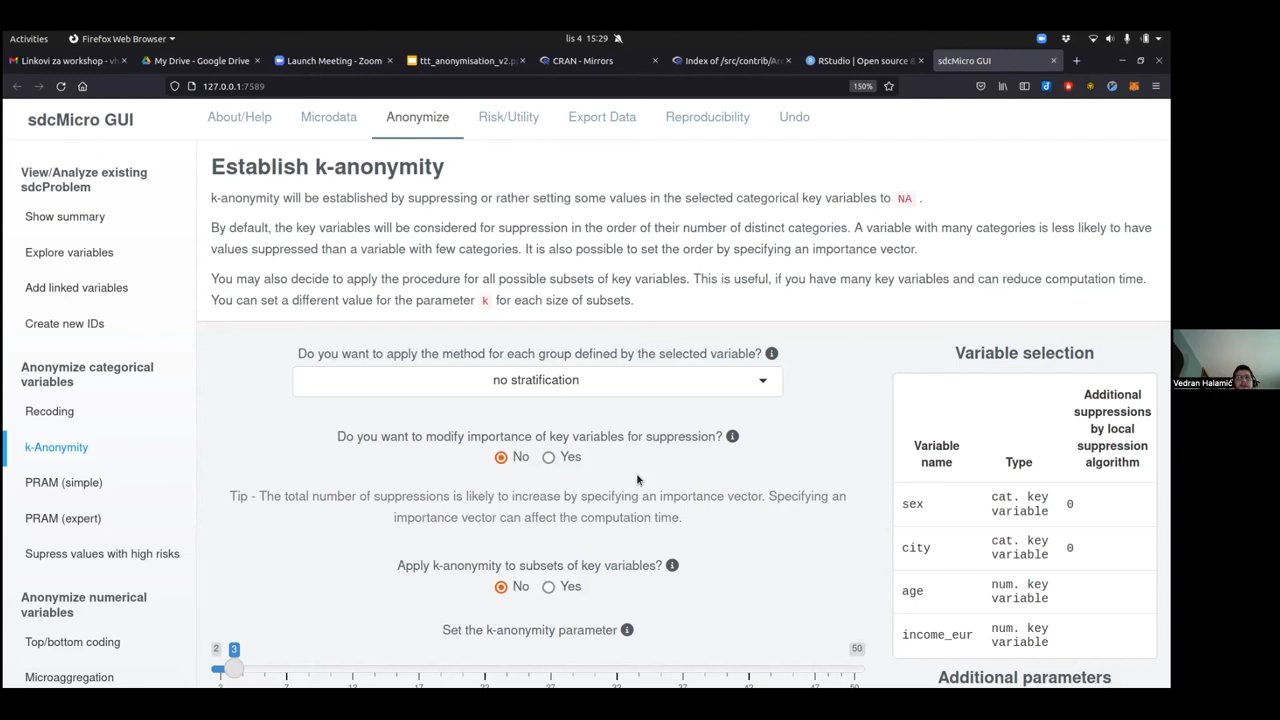 Activities
Firefox Web Browser
lis 4 15:29
Linkovi za workshop - vh
My Drive - Google Drive
Launch Meeting - Zoom
ttt_anonymisation_v2.p
CRAN - Mirrors
Index of /src/contrib/Arc
RStudio | Open source &
sdcMicro GUI
127.0.0.1:7589
150%
sdcMicro GUI
About/Help
Microdata
Anonymize
Risk/Utility
Export Data
Reproducibility
Undo
View/Analyze existing
sdcProblem
Show summary
Explore variables
Add linked variables
Create new IDs
Anonymize categorical
variables
Recoding
k-Anonymity
PRAM (simple)
PRAM (expert)
Supress values with high risks
Anonymize numerical
variables
Top/bottom coding
Microaggregation
Establish k-anonymity
k-anonymity will be established by suppressing or rather setting some values in the selected categorical key variables to NA .
By default, the key variables will be considered for suppression in the order of their number of distinct categories. A variable with many categories is less likely to have
values suppressed than a variable with few categories. It is also possible to set the order by specifying an importance vector.
You may also decide to apply the procedure for all possible subsets of key variables. This is useful, if you have many key variables and can reduce computation time.
You can set a different value for the parameter k for each size of subsets.
Do you want to apply the method for each group defined by the selected variable?
no stratification
Do you want to modify importance of key variables for suppression?
No Yes
Tip - The total number of suppressions is likely to increase by specifying an importance vector. Specifying an
importance vector can affect the computation time.
Apply k-anonymity to subsets of key variables?
No Yes
Set the k-anonymity parameter
2 3 50
Variable selection
Variable
name
Type
Additional
suppressions
by local
suppression
algorithm
sex
cat. key
variable
0
city
cat. key
variable
0
age
num. key
variable
income_eur
num. key
variable
Additional parameters
Vedran Halamić